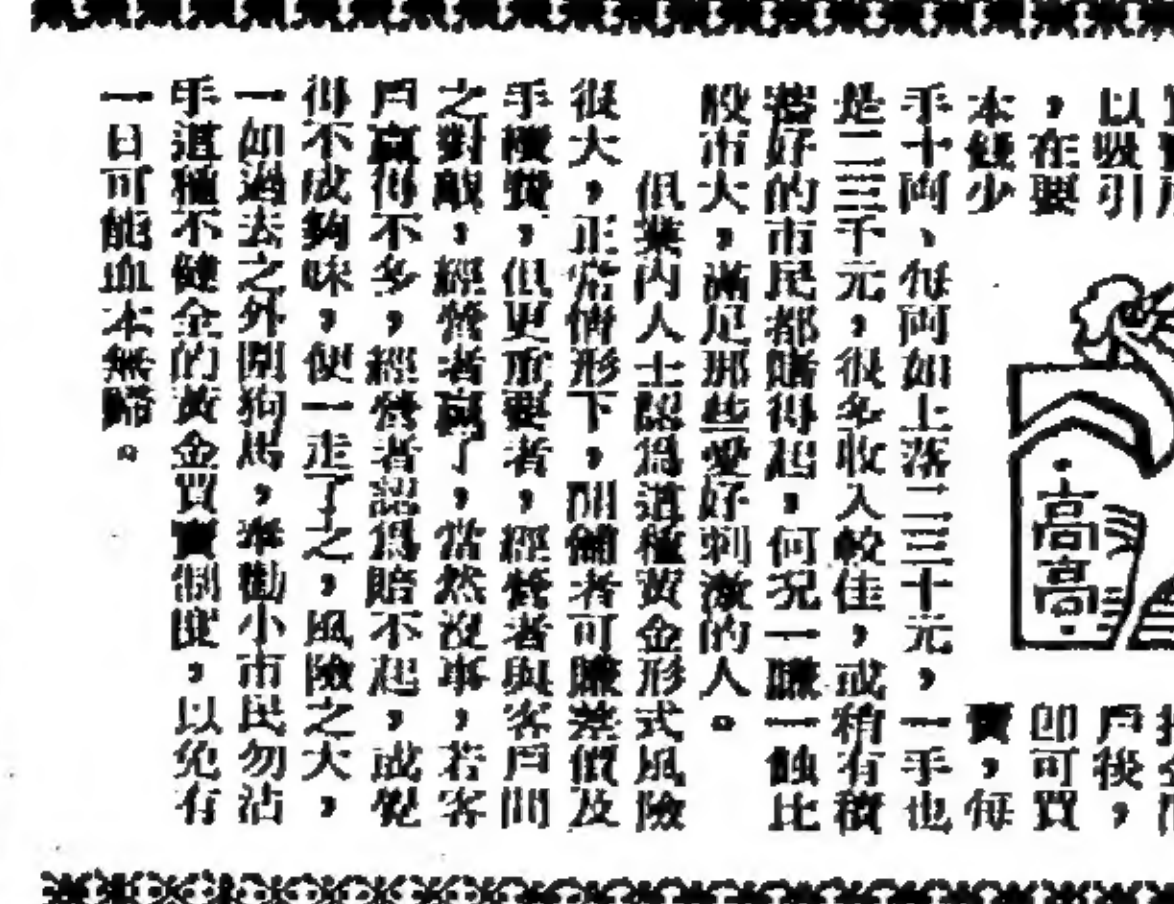 以吸引
，在要
本錢少
戶後，
即可買
賣，每
手十両、每両如上落二三十元，一手也
是二三千元，很多收入較佳，或稍有積
蓄好的市民都賭得起，何況一賺一蝕比
股市大，滿足那些愛好刺激的人。
但業內人士認爲這種黃金形式風險
很大，正常情形下，開舖者可賺差價及
手續費，但更重要者，經營者與客戶間
之對敵，經營者贏了，當然沒事，若客
戶贏得不多，經營者認爲賠不起，或覺
得不成夠味，便一走了之，風險之大，
一如過去之外圍狗馬，奉勸小市民勿沾
手這種不健全的黃金買賣制度，以免有
一日可能血本無歸。
高高